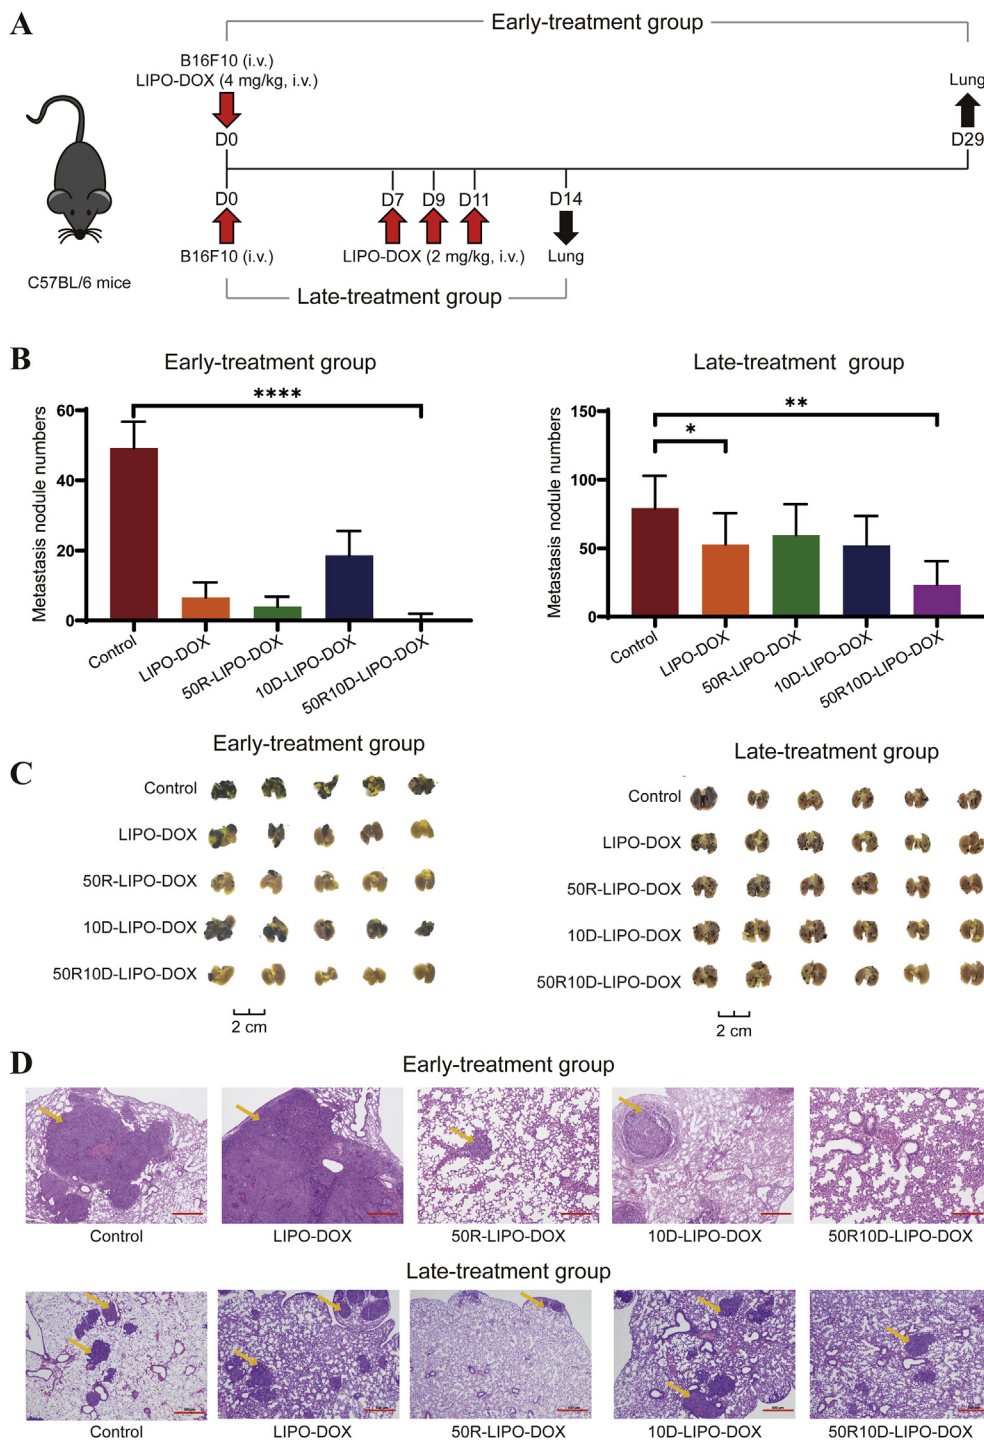 A
Early-treatment group
B16F10 (i.v.)
LIPO-DOX (4 mg/kg, i.v.)
Lung
D0
D29
D0
D7
D9
D11
D14
B16F10 (i.v.)
LIPO-DOX (2 mg/kg, i.v.)
Lung
C57BL/6 mice
Late-treatment group
B
Early-treatment group
****
Metastasis nodule numbers
60
40
20
0
Control
LIPO-DOX
50R-LIPO-DOX
10D-LIPO-DOX
50R10D-LIPO-DOX
Late-treatment group
**
*
Metastasis nodule numbers
150
100
50
0
Control
LIPO-DOX
50R-LIPO-DOX
10D-LIPO-DOX
50R10D-LIPO-DOX
C
Early-treatment group
Control
LIPO-DOX
50R-LIPO-DOX
10D-LIPO-DOX
50R10D-LIPO-DOX
2 cm
Late-treatment group
Control
LIPO-DOX
50R-LIPO-DOX
10D-LIPO-DOX
50R10D-LIPO-DOX
2 cm
D
Early-treatment group
Control
LIPO-DOX
50R-LIPO-DOX
10D-LIPO-DOX
50R10D-LIPO-DOX
Late-treatment group
Control
LIPO-DOX
50R-LIPO-DOX
10D-LIPO-DOX
50R10D-LIPO-DOX